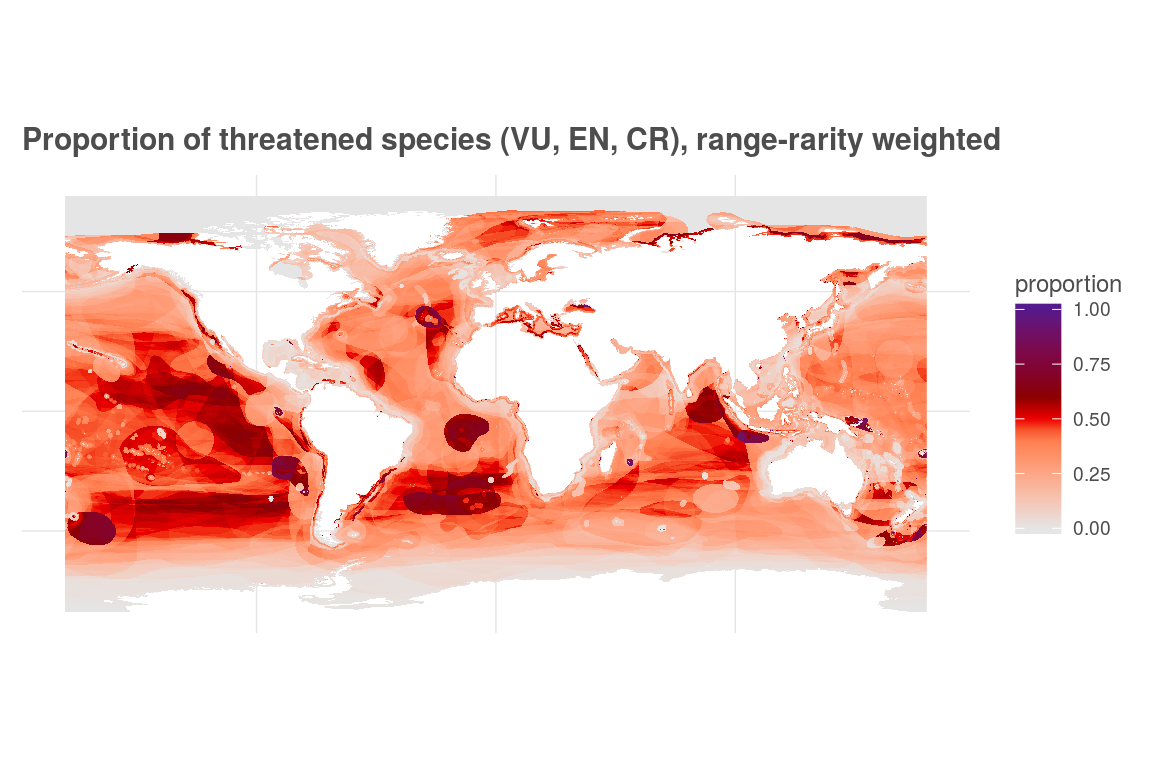 Proportion of threatened species (VU, EN, CR), range-rarity weighted
proportion
1.00
0.75
0.50
0.25
0.00